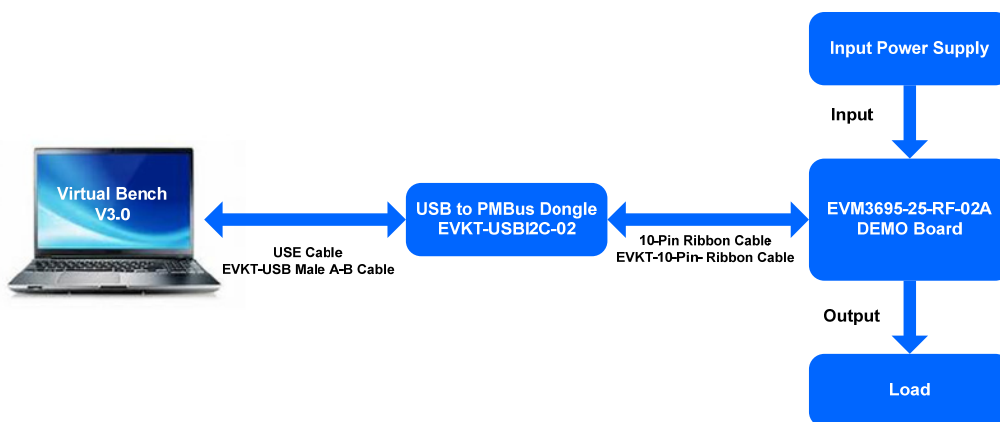 Input Power Supply
Input
Virtual Bench
V3.0
USB to PMBus Dongle
EVKT-USBI2C-02
EVM3695-25-RF-02A
DEMO Board
USE Cable
EVKT-USB Male A-B Cable
10-Pin Ribbon Cable
EVKT-10-Pin- Ribbon Cable
Output
Load